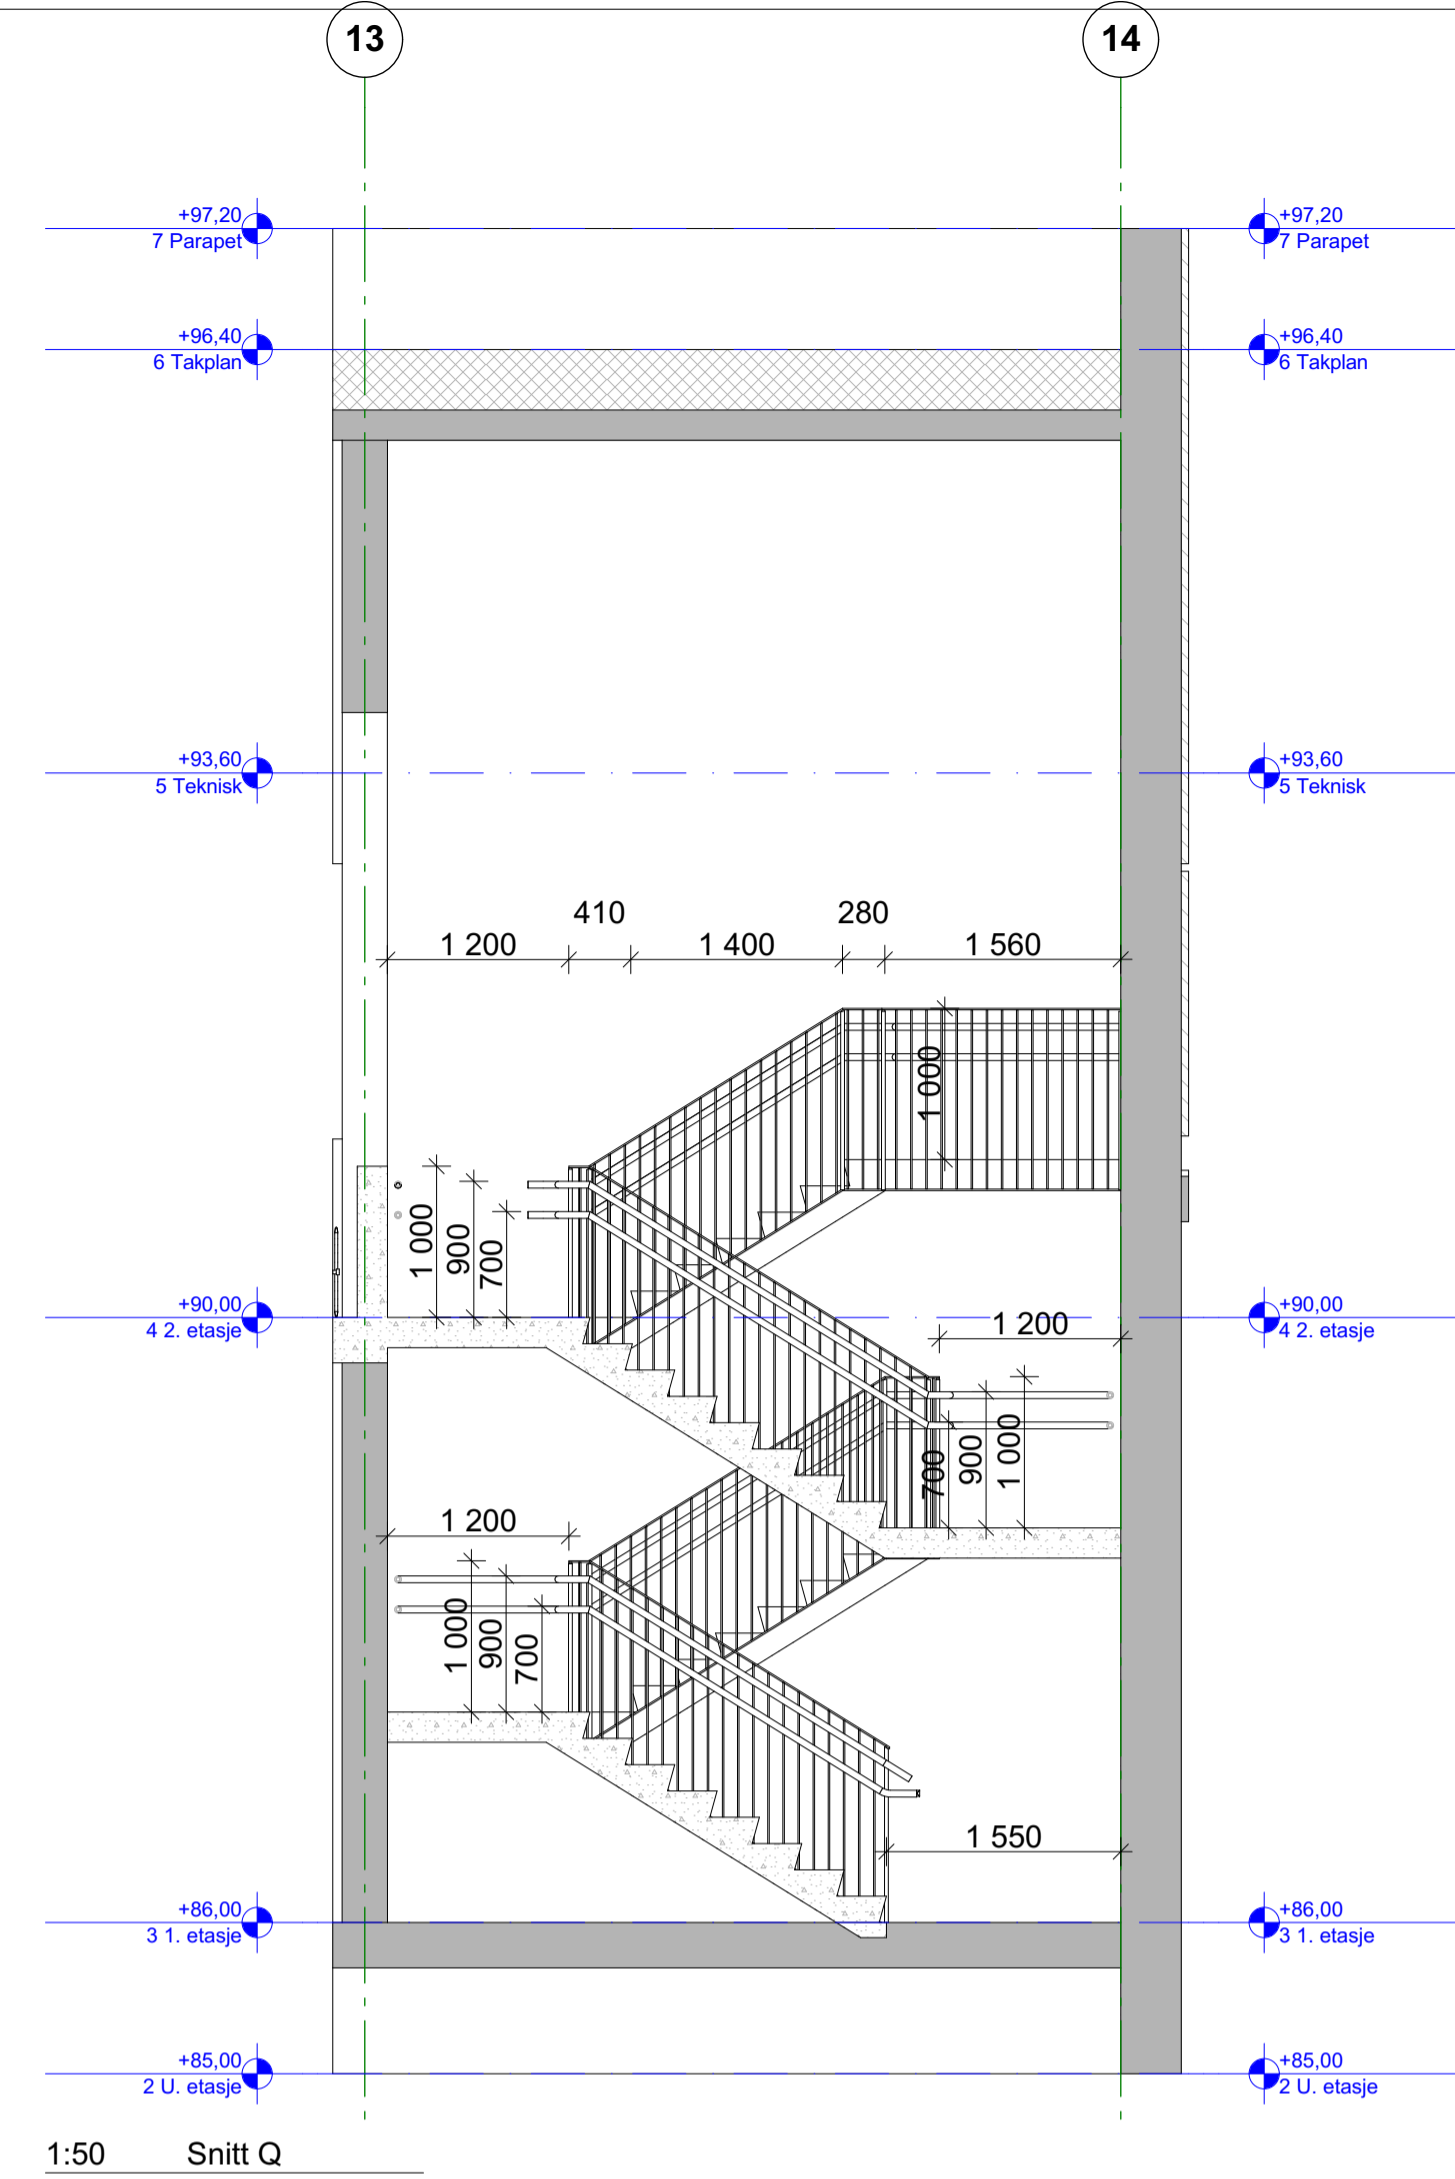 13
14
+97,20
7 Parapet
+97,20
7 Parapet
+96,40
6 Takplan
+96,40
6 Takplan
+93,60
5 Teknisk
+93,60
5 Teknisk
410
280
1 200
1 400
1 560
1 000
1 000
900
700
+90,00
4 2. etasje
1 200
+90,00
4 2. etasje
700
900
1 000
1 200
1 000
900
700
1 550
+86,00
3 1. etasje
+86,00
3 1. etasje
+85,00
2 U. etasje
+85,00
2 U. etasje
1:50 Snitt Q